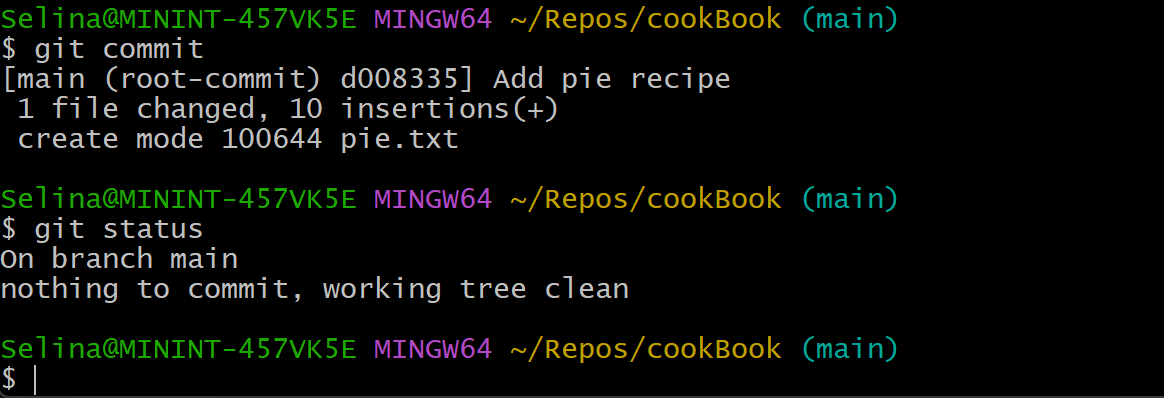 Selina@MININT-457VK5E MINGW64 ~/Repos/cookBook (main)
$ git commit
[main (root-commit) d008335] Add pie recipe
 1 file changed, 10 insertions(+)
 create mode 100644 pie.txt

Selina@MININT-457VK5E MINGW64 ~/Repos/cookBook (main)
$ git status
On branch main
nothing to commit, working tree clean

Selina@MININT-457VK5E MINGW64 ~/Repos/cookBook (main)
$